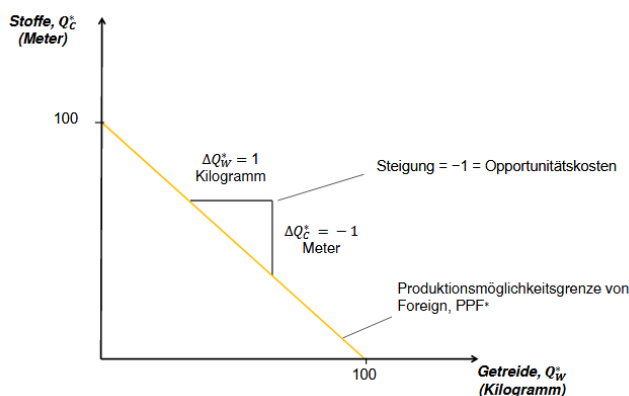 Stoffe, Q*C
(Meter)
100
ΔQ*W = 1
Kilogramm
Steigung = −1 = Opportunitätskosten
ΔQ*C = − 1
Meter
Produktionsmöglichkeitsgrenze von
Foreign, PPF*
100
Getreide, Q*W
(Kilogramm)